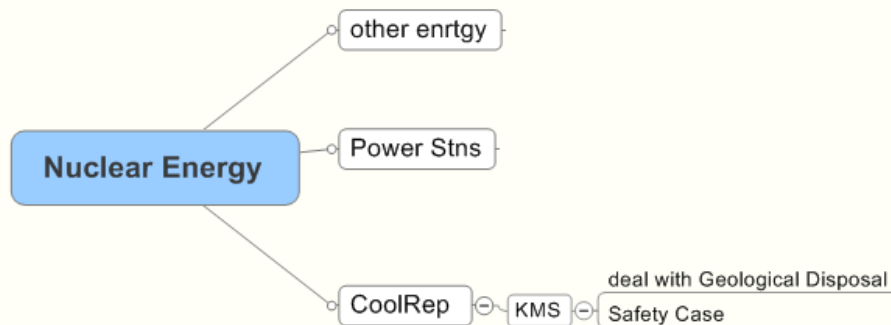 other enrtgy
Nuclear Energy
Power Stns
CoolRep
KMS
deal with Geological Disposal
Safety Case